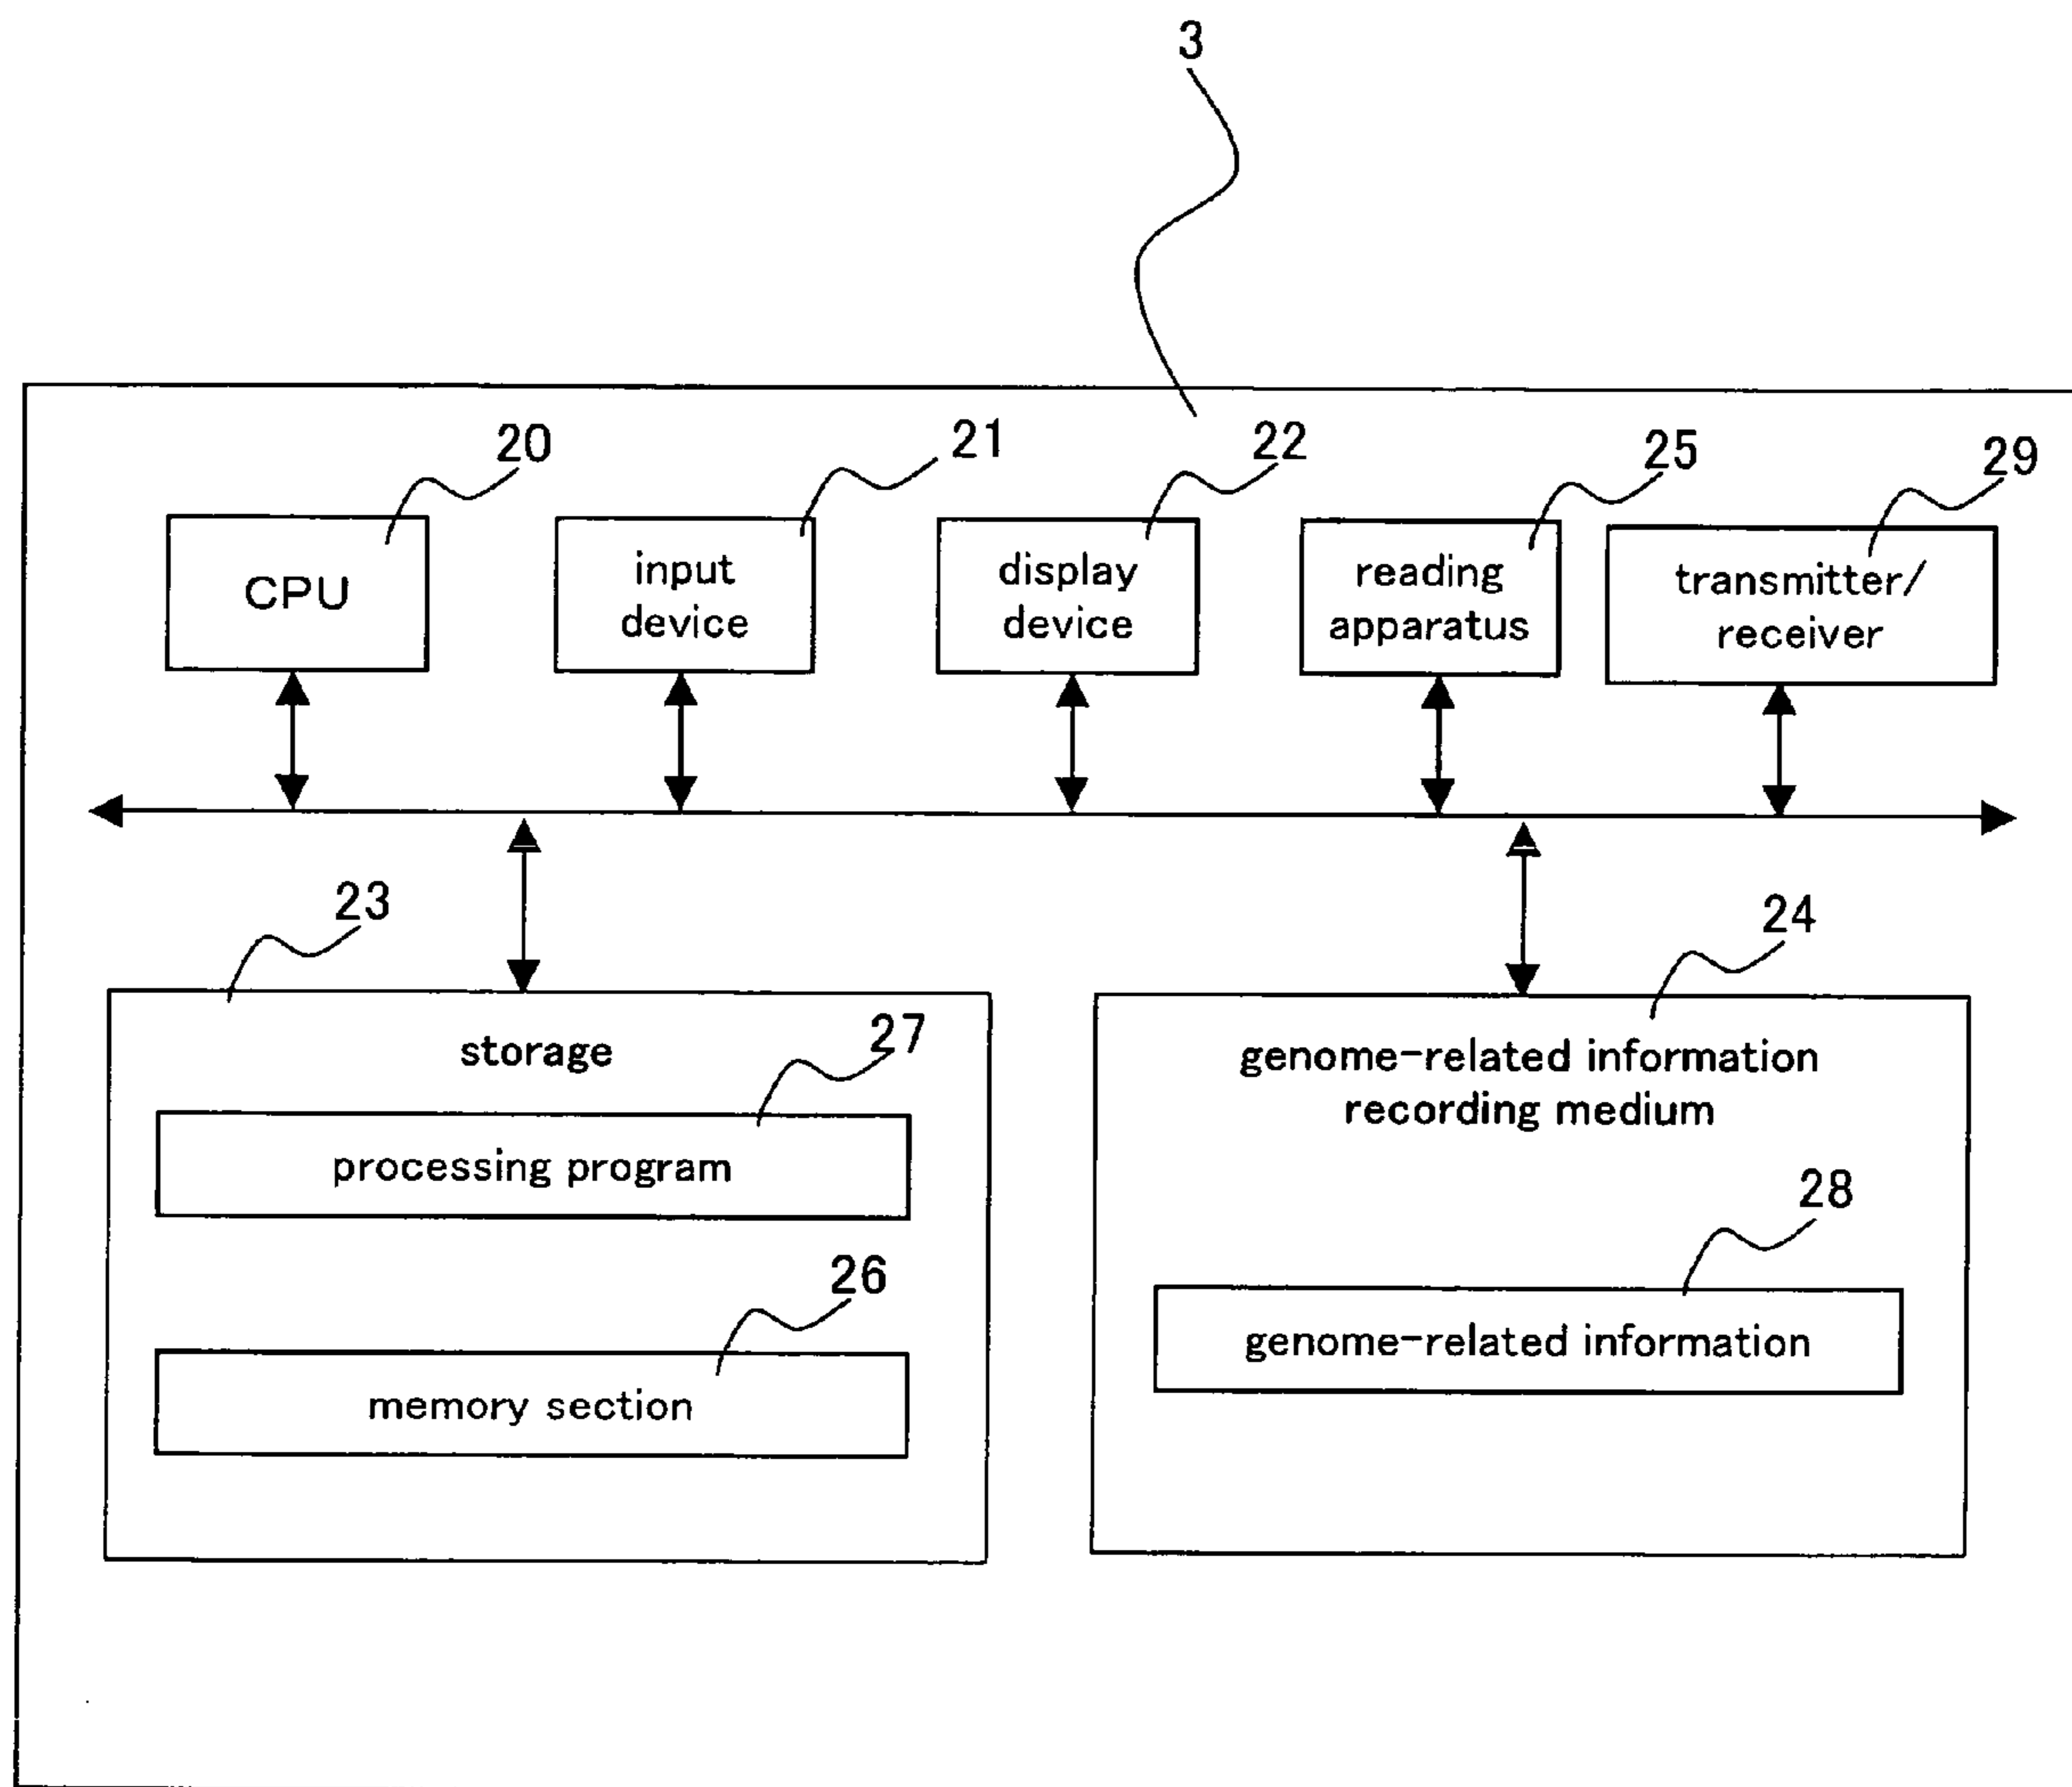 3
20
21
22
25
29
CPU
input
device
display
device
reading
apparatus
transmitter/
receiver
23
24
storage
27
processing program
26
memory section
genome-related information
recording medium
28
genome-related information